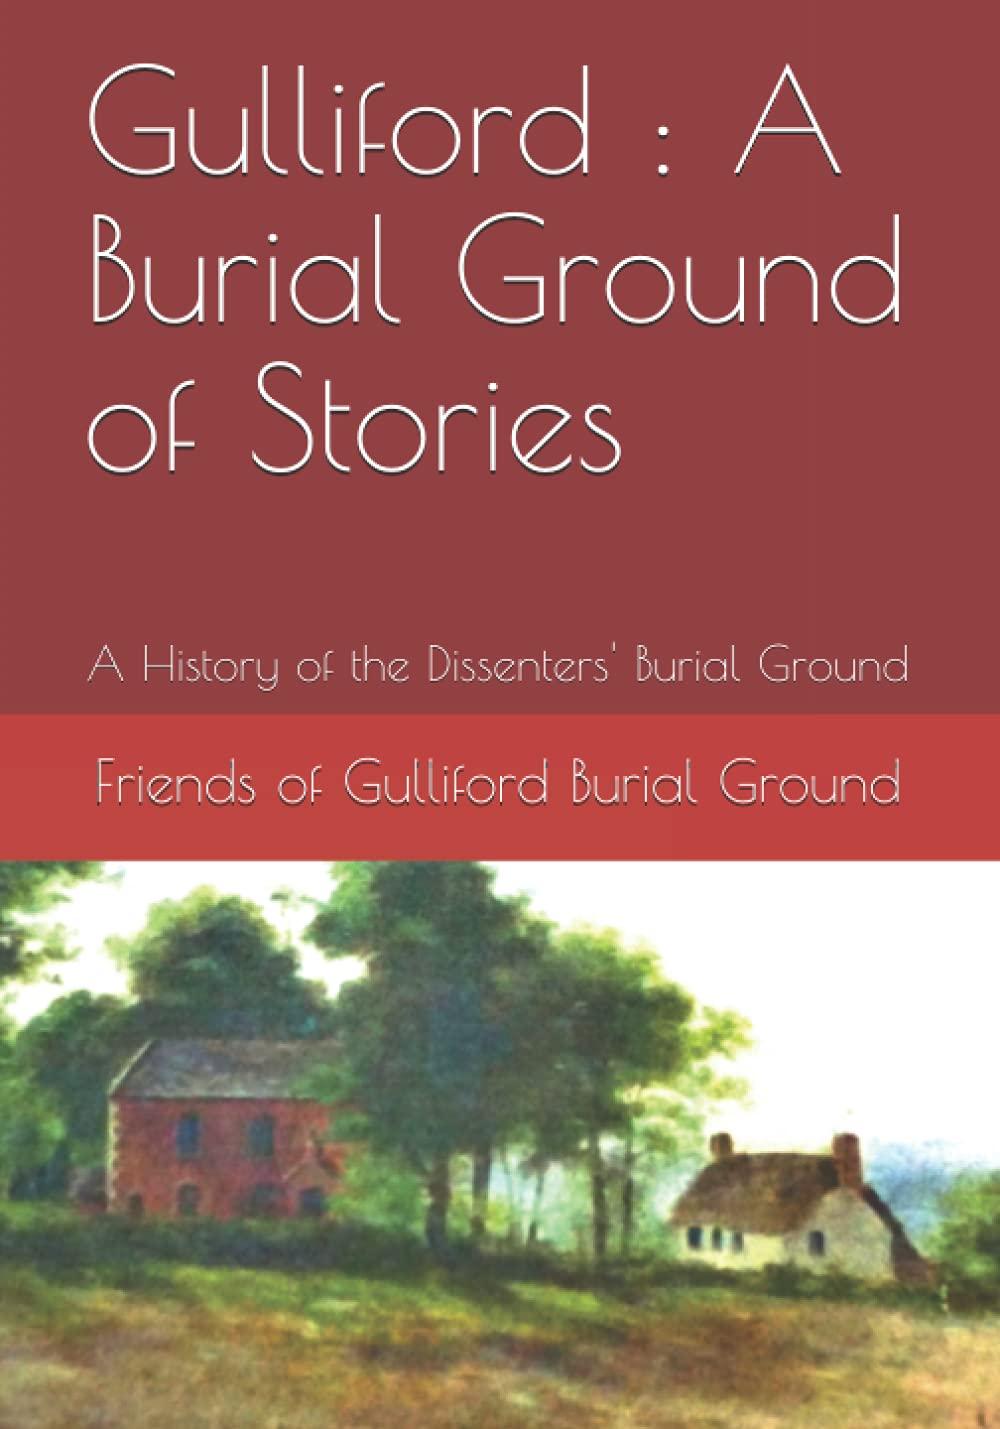 Gulliford : A
Burial Ground
of Stories
A History of the Dissenters' Burial Ground
Friends of Gulliford Burial Ground